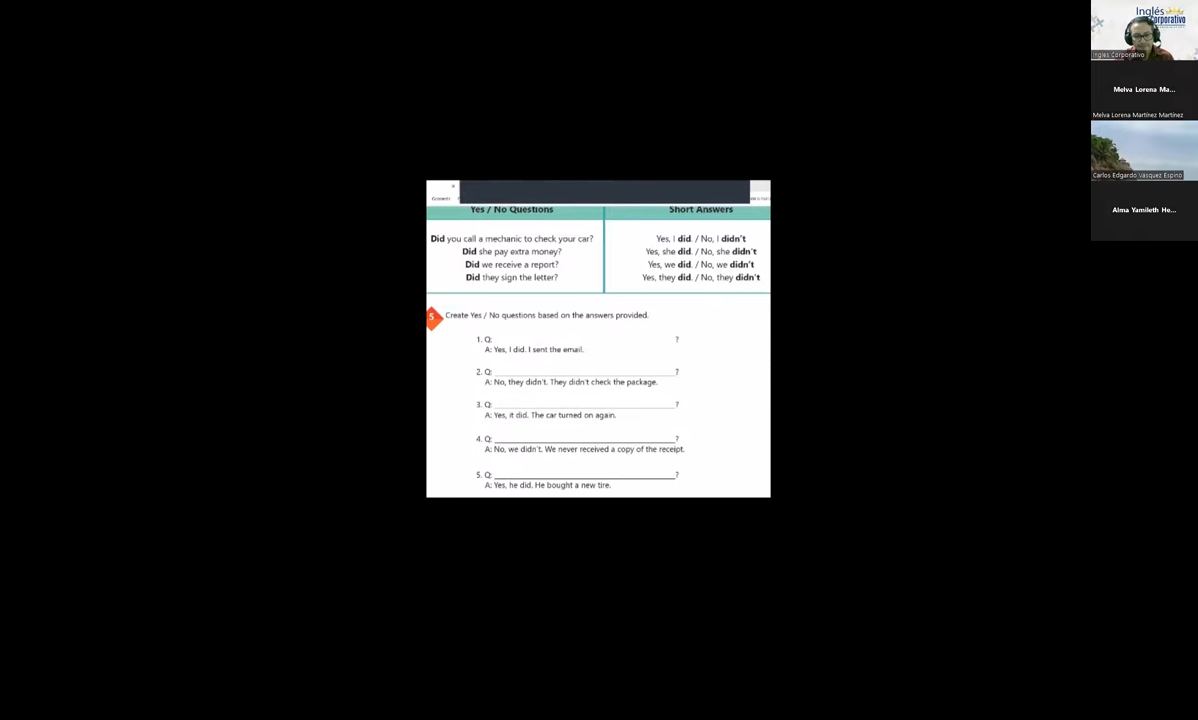 Inglés
Corporativo
Inglés Corporativo
Melva Lorena Ma...
Melva Lorena Martínez Martínez
Carlos Edgardo Vásquez Espino
Alma Yamileth He...
Yes / No Questions
Short Answers
Did you call a mechanic to check your car?
Yes, I did. / No, I didn't
Did she pay extra money?
Yes, she did. / No, she didn't
Did we receive a report?
Yes, we did. / No, we didn't
Did they sign the letter?
Yes, they did. / No, they didn't
5 Create Yes / No questions based on the answers provided.
1. Q: ?
A: Yes, I did. I sent the email.
2. Q: ?
A: No, they didn't. They didn't check the package.
3. Q: ?
A: Yes, it did. The car turned on again.
4. Q: ?
A: No, we didn't. We never received a copy of the receipt.
5. Q: ?
A: Yes, he did. He bought a new tire.